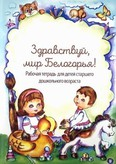 Здравствуй,
мир Белогорья!
Рабочая тетрадь для детей старшего
дошкольного возраста